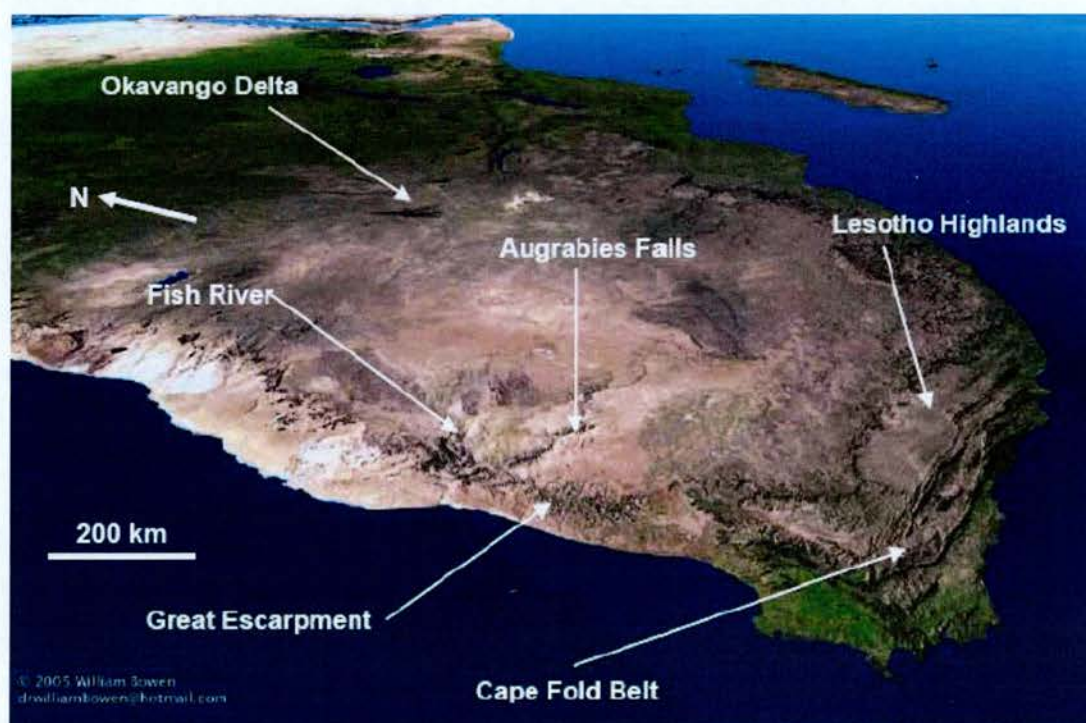 Okavango Delta
N
Lesotho Highlands
Augrabies Falls
Fish River
200 km
Great Escarpment
Cape Fold Belt
© 2005 William Bowen
drwilliambowen@hotmail.com